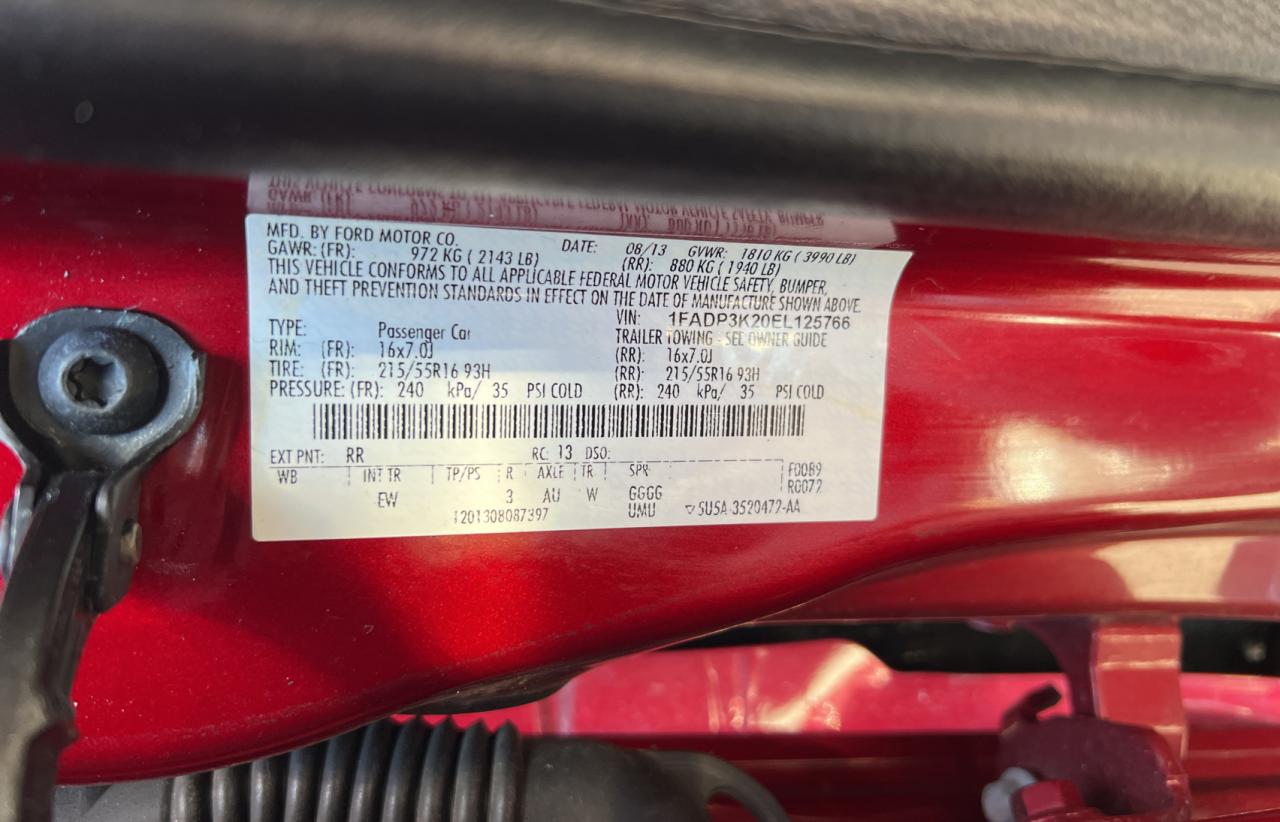 MFD. BY FORD MOTOR CO. DATE: 08/13 GVWR: 1810 KG ( 3990 LB)
GAWR: (FR): 972 KG ( 2143 LB) (RR): 880 KG (1940 LB)
THIS VEHICLE CONFORMS TO ALL APPLICABLE FEDERAL MOTOR VEHICLE SAFETY, BUMPER,
AND THEFT PREVENTION STANDARDS IN EFFECT ON THE DATE OF MANUFACTURE SHOWN ABOVE.
VIN: 1FADP3K20EL125766
TYPE: Passenger Car TRAILER TOWING - SEE OWNER GUIDE
RIM: (FR): 16x7.0J (RR): 16x7.0J
TIRE: (FR): 215/55R16 93H (RR): 215/55R16 93H
PRESSURE: (FR): 240 kPa/ 35 PSI COLD (RR): 240 kPa/ 35 PSI COLD
EXT PNT: RR RC: 13 DSO:
WB INT TR TP/PS R AXLE TR SPR F0089
R0072
EW 3 AU W GGGG
UMU
T201308087397 5U5A-3520472-AA